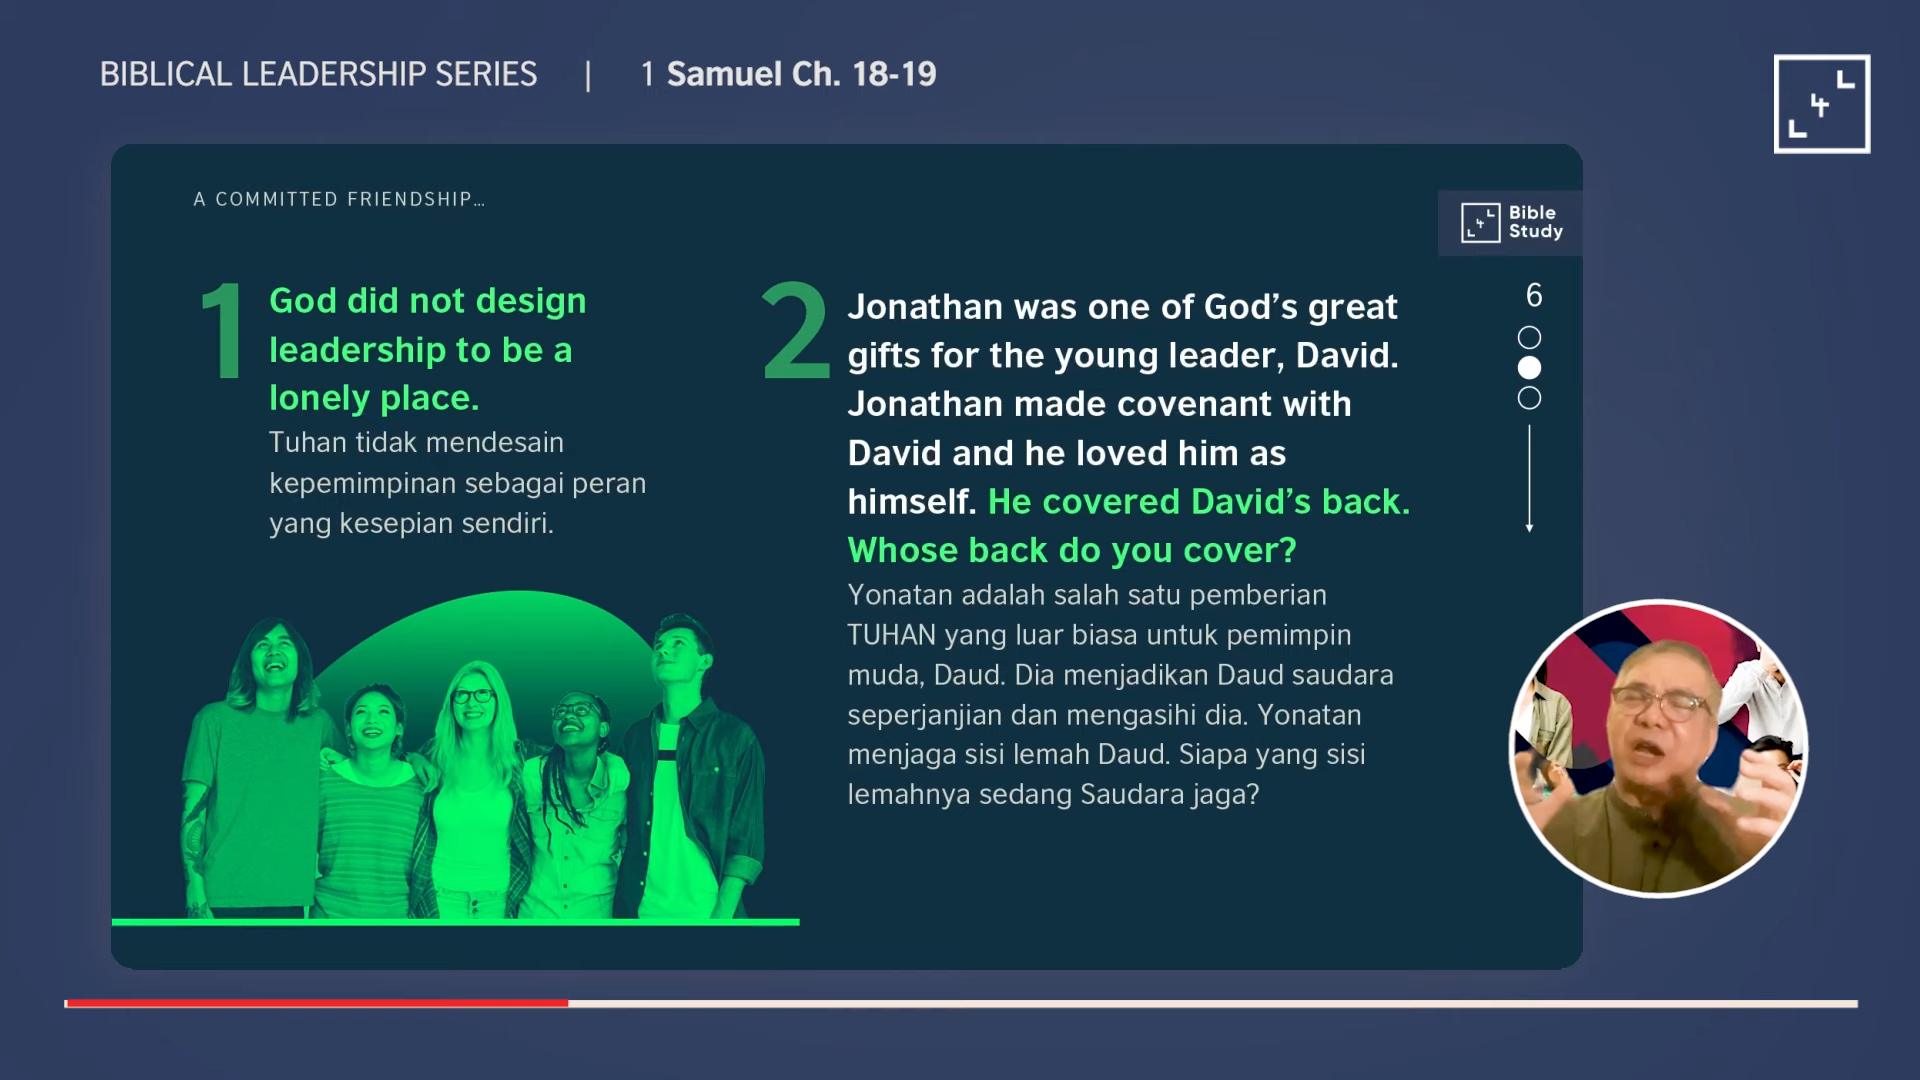 BIBLICAL LEADERSHIP SERIES | 1 Samuel Ch. 18-19
A COMMITTED FRIENDSHIP…
Bible
Study
6
1
God did not design
leadership to be a
lonely place.
Tuhan tidak mendesain
kepemimpinan sebagai peran
yang kesepian sendiri.
2
Jonathan was one of God’s great
gifts for the young leader, David.
Jonathan made covenant with
David and he loved him as
himself. He covered David’s back.
Whose back do you cover?
Yonatan adalah salah satu pemberian
TUHAN yang luar biasa untuk pemimpin
muda, Daud. Dia menjadikan Daud saudara
seperjanjian dan mengasihi dia. Yonatan
menjaga sisi lemah Daud. Siapa yang sisi
lemahnya sedang Saudara jaga?